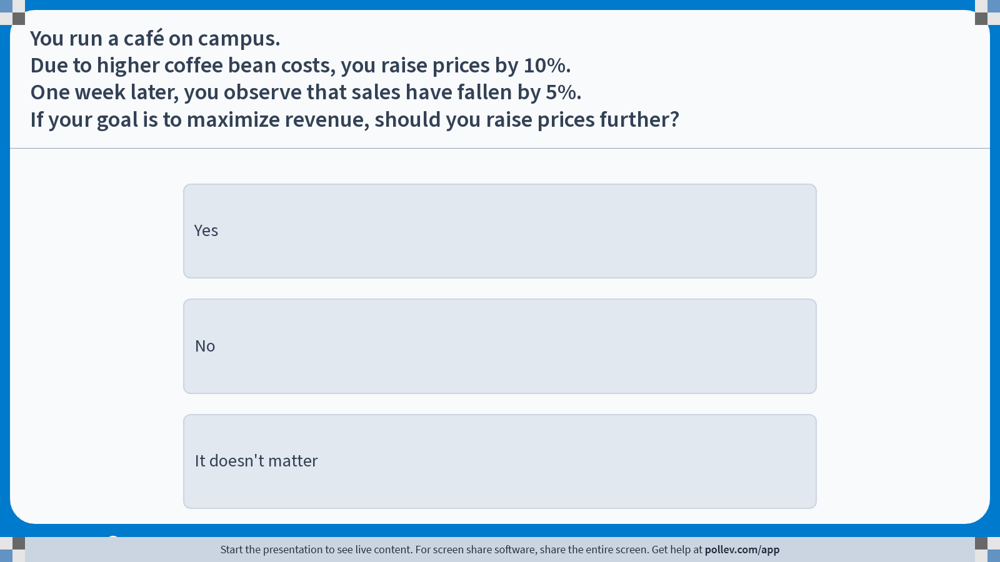 You run a café on campus.
Due to higher coffee bean costs, you raise prices by 10%.
One week later, you observe that sales have fallen by 5%.
If your goal is to maximize revenue, should you raise prices further?
Yes
No
It doesn't matter
Start the presentation to see live content. For screen share software, share the entire screen. Get help at pollev.com/app